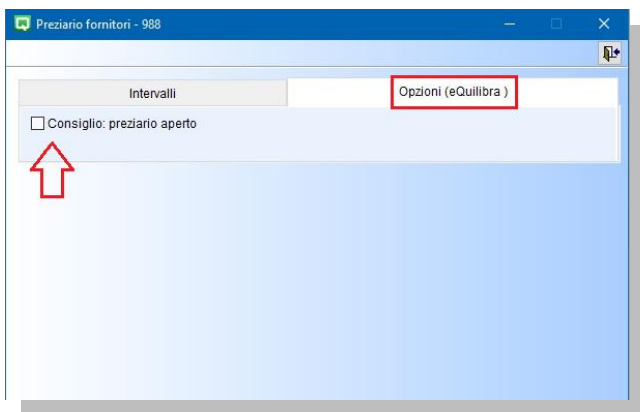 Preziario fornitori - 988
Intervalli
Opzioni (eQuilibra )
Consiglio: preziario aperto